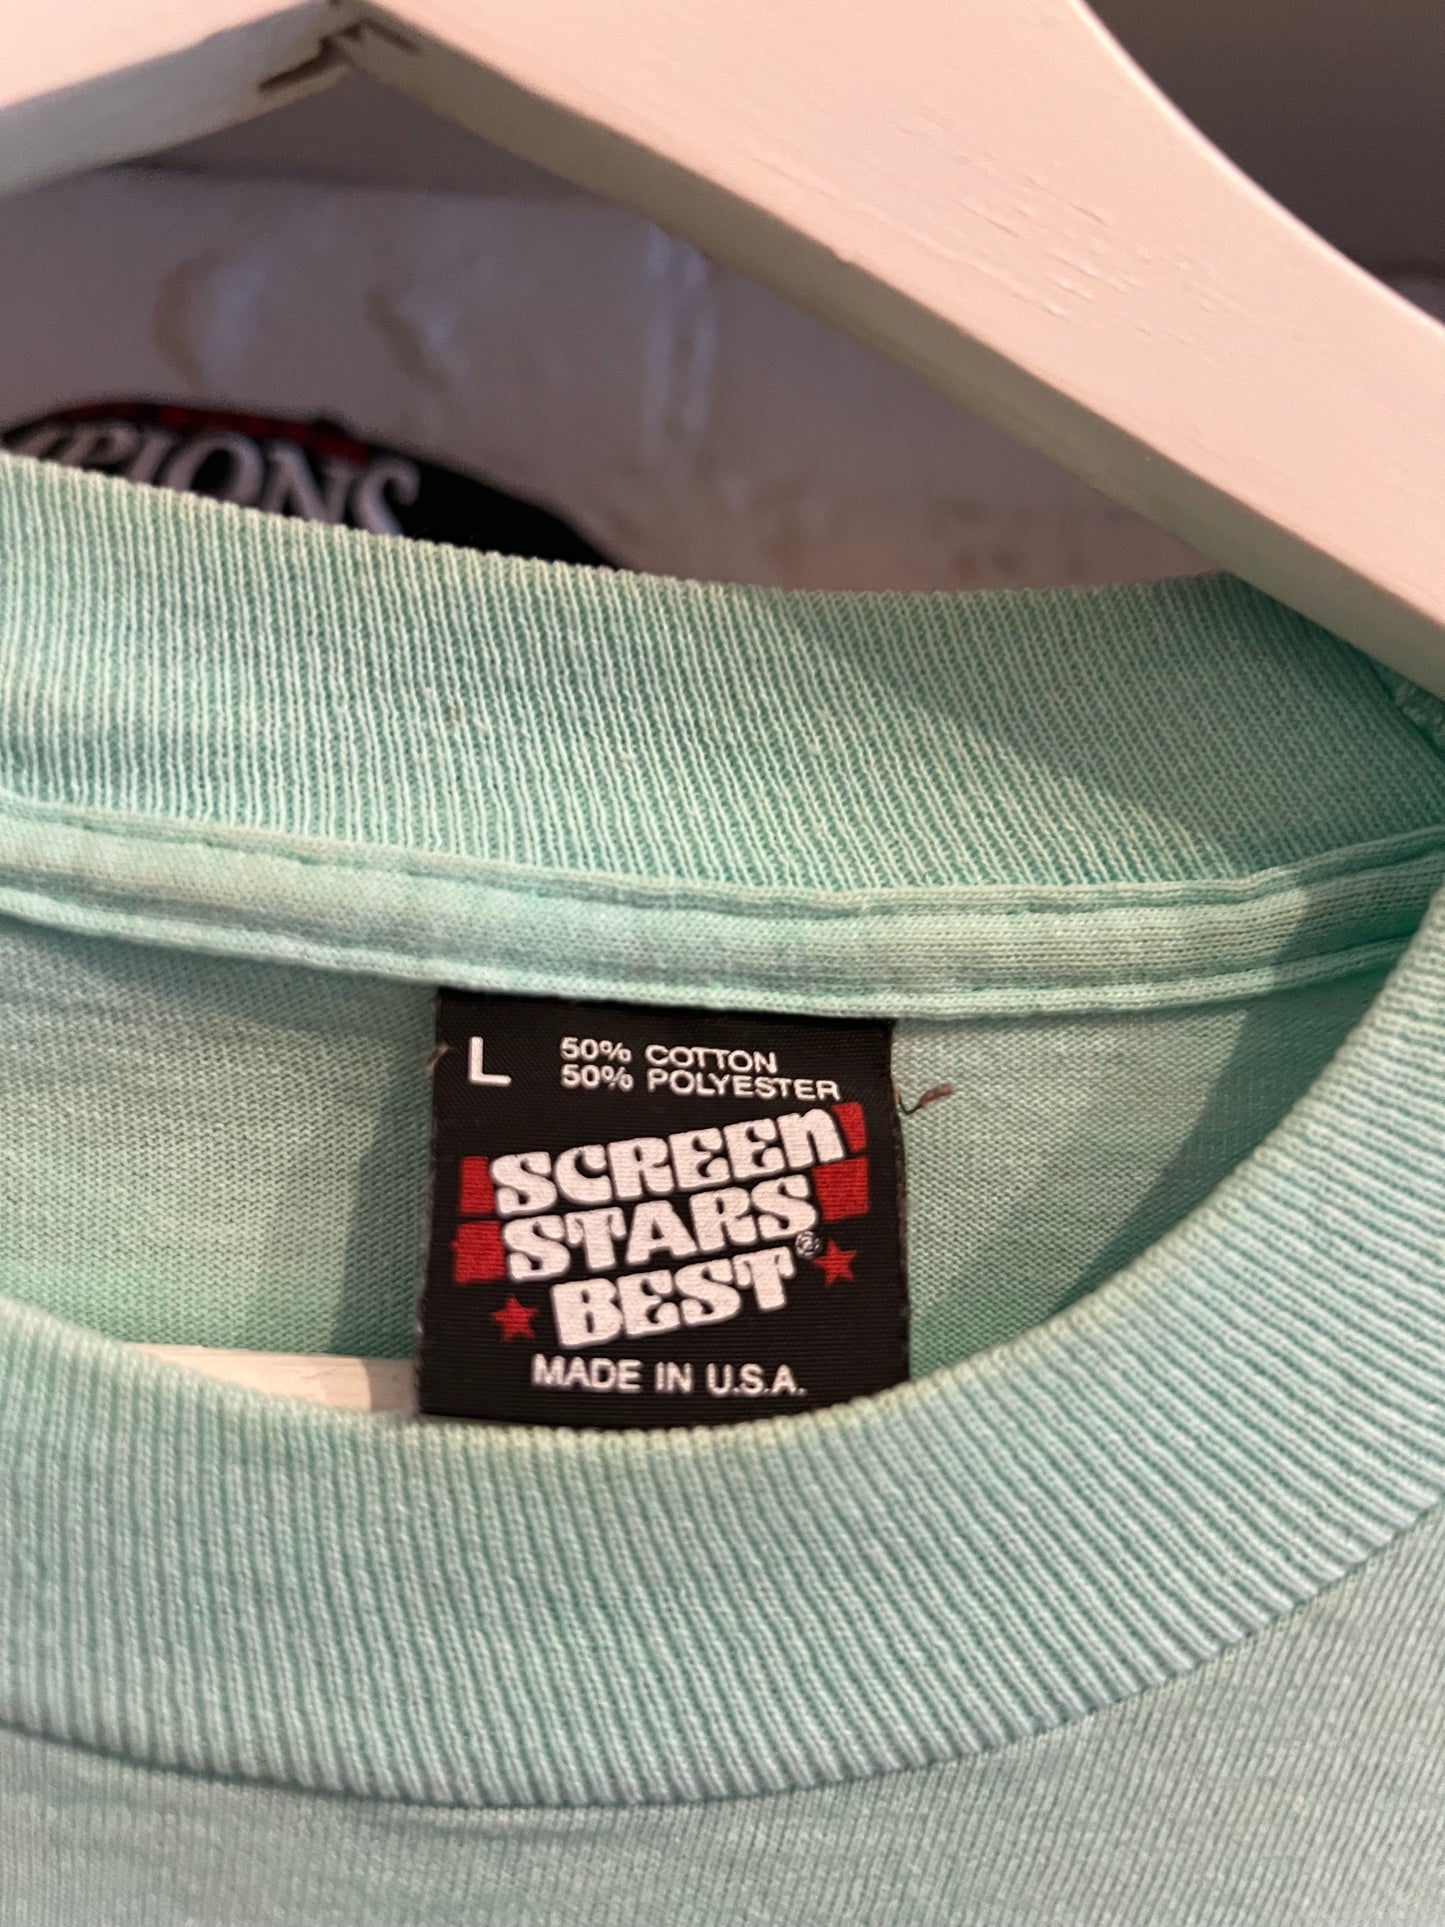 L
50% COTTON
50% POLYESTER
SCREEN
STARS
BEST®
MADE IN U.S.A.